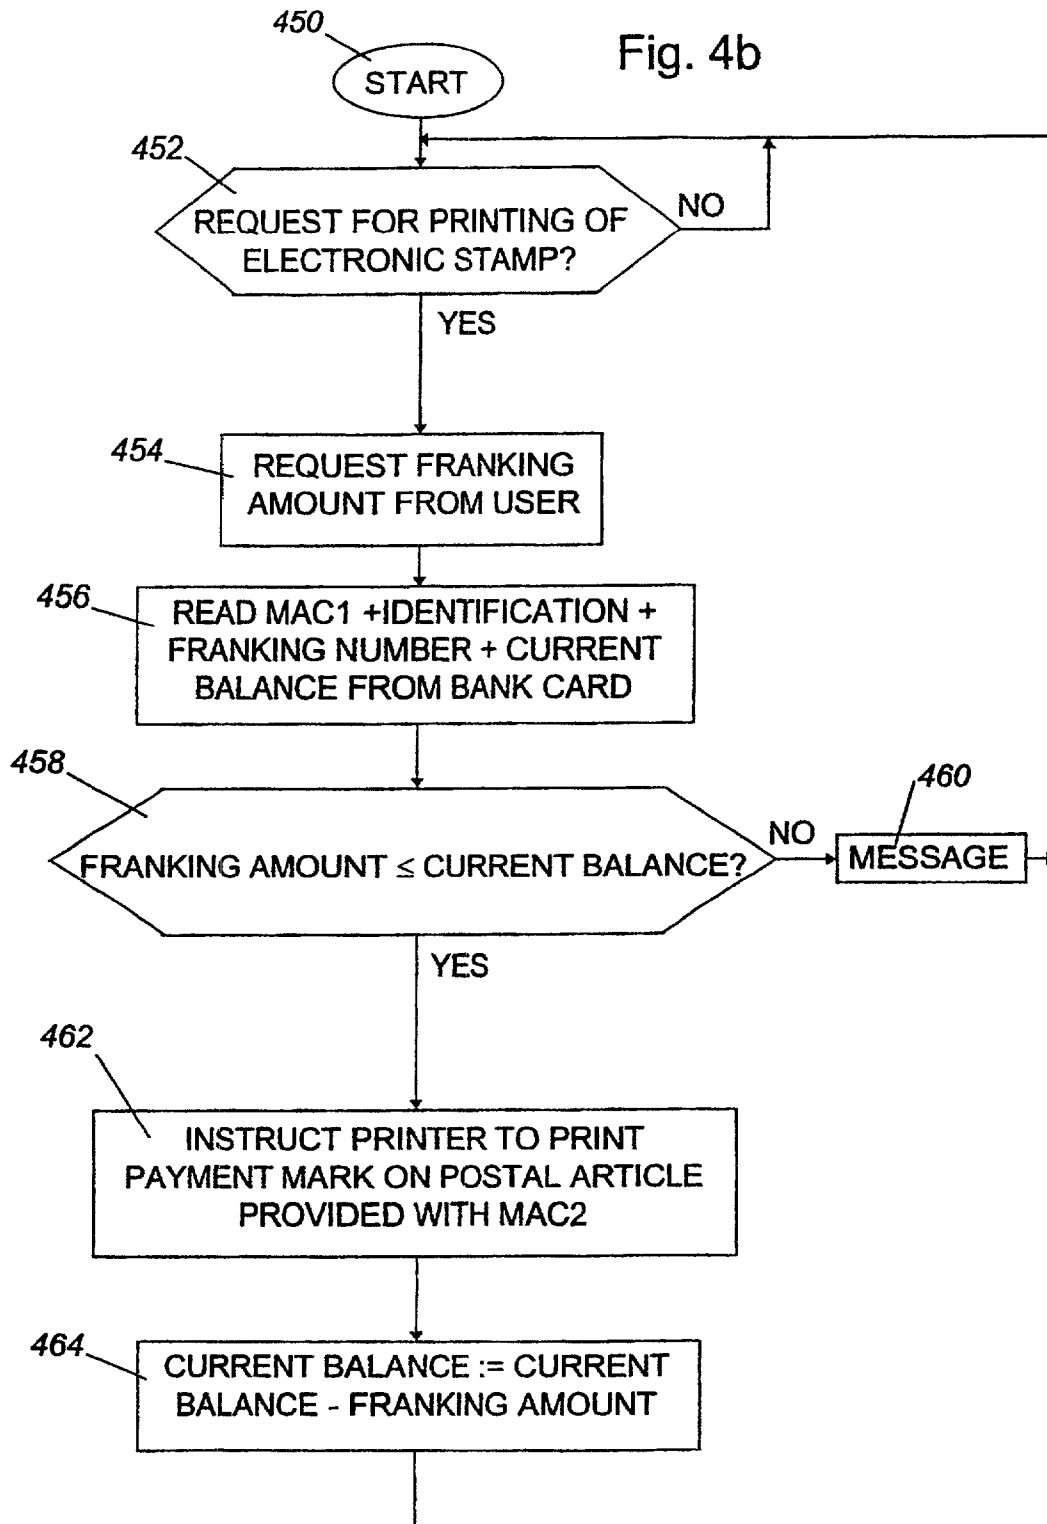 450
Fig. 4b
START
452
REQUEST FOR PRINTING OF
ELECTRONIC STAMP?
NO
YES
454
REQUEST FRANKING
AMOUNT FROM USER
456
READ MAC1 +IDENTIFICATION +
FRANKING NUMBER + CURRENT
BALANCE FROM BANK CARD
458
FRANKING AMOUNT ≤ CURRENT BALANCE?
NO
460
MESSAGE
YES
462
INSTRUCT PRINTER TO PRINT
PAYMENT MARK ON POSTAL ARTICLE
PROVIDED WITH MAC2
464
CURRENT BALANCE := CURRENT
BALANCE - FRANKING AMOUNT